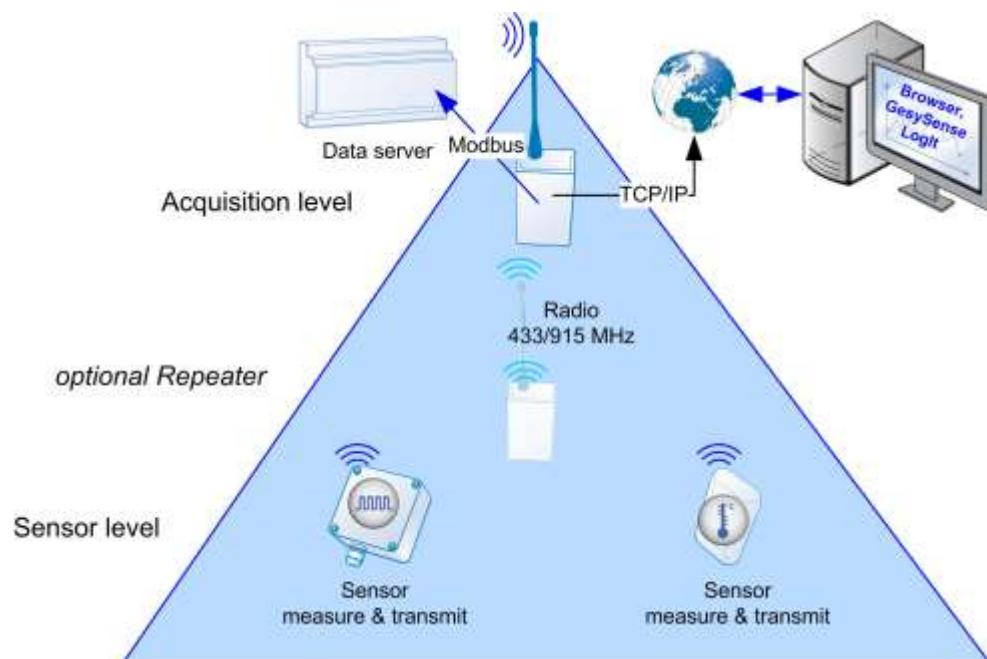 Browser,
GesySense
LogIt
Data server
Modbus
TCP/IP
Acquisition level
Radio
433/915 MHz
optional Repeater
°C
Sensor level
Sensor
measure & transmit
Sensor
measure & transmit